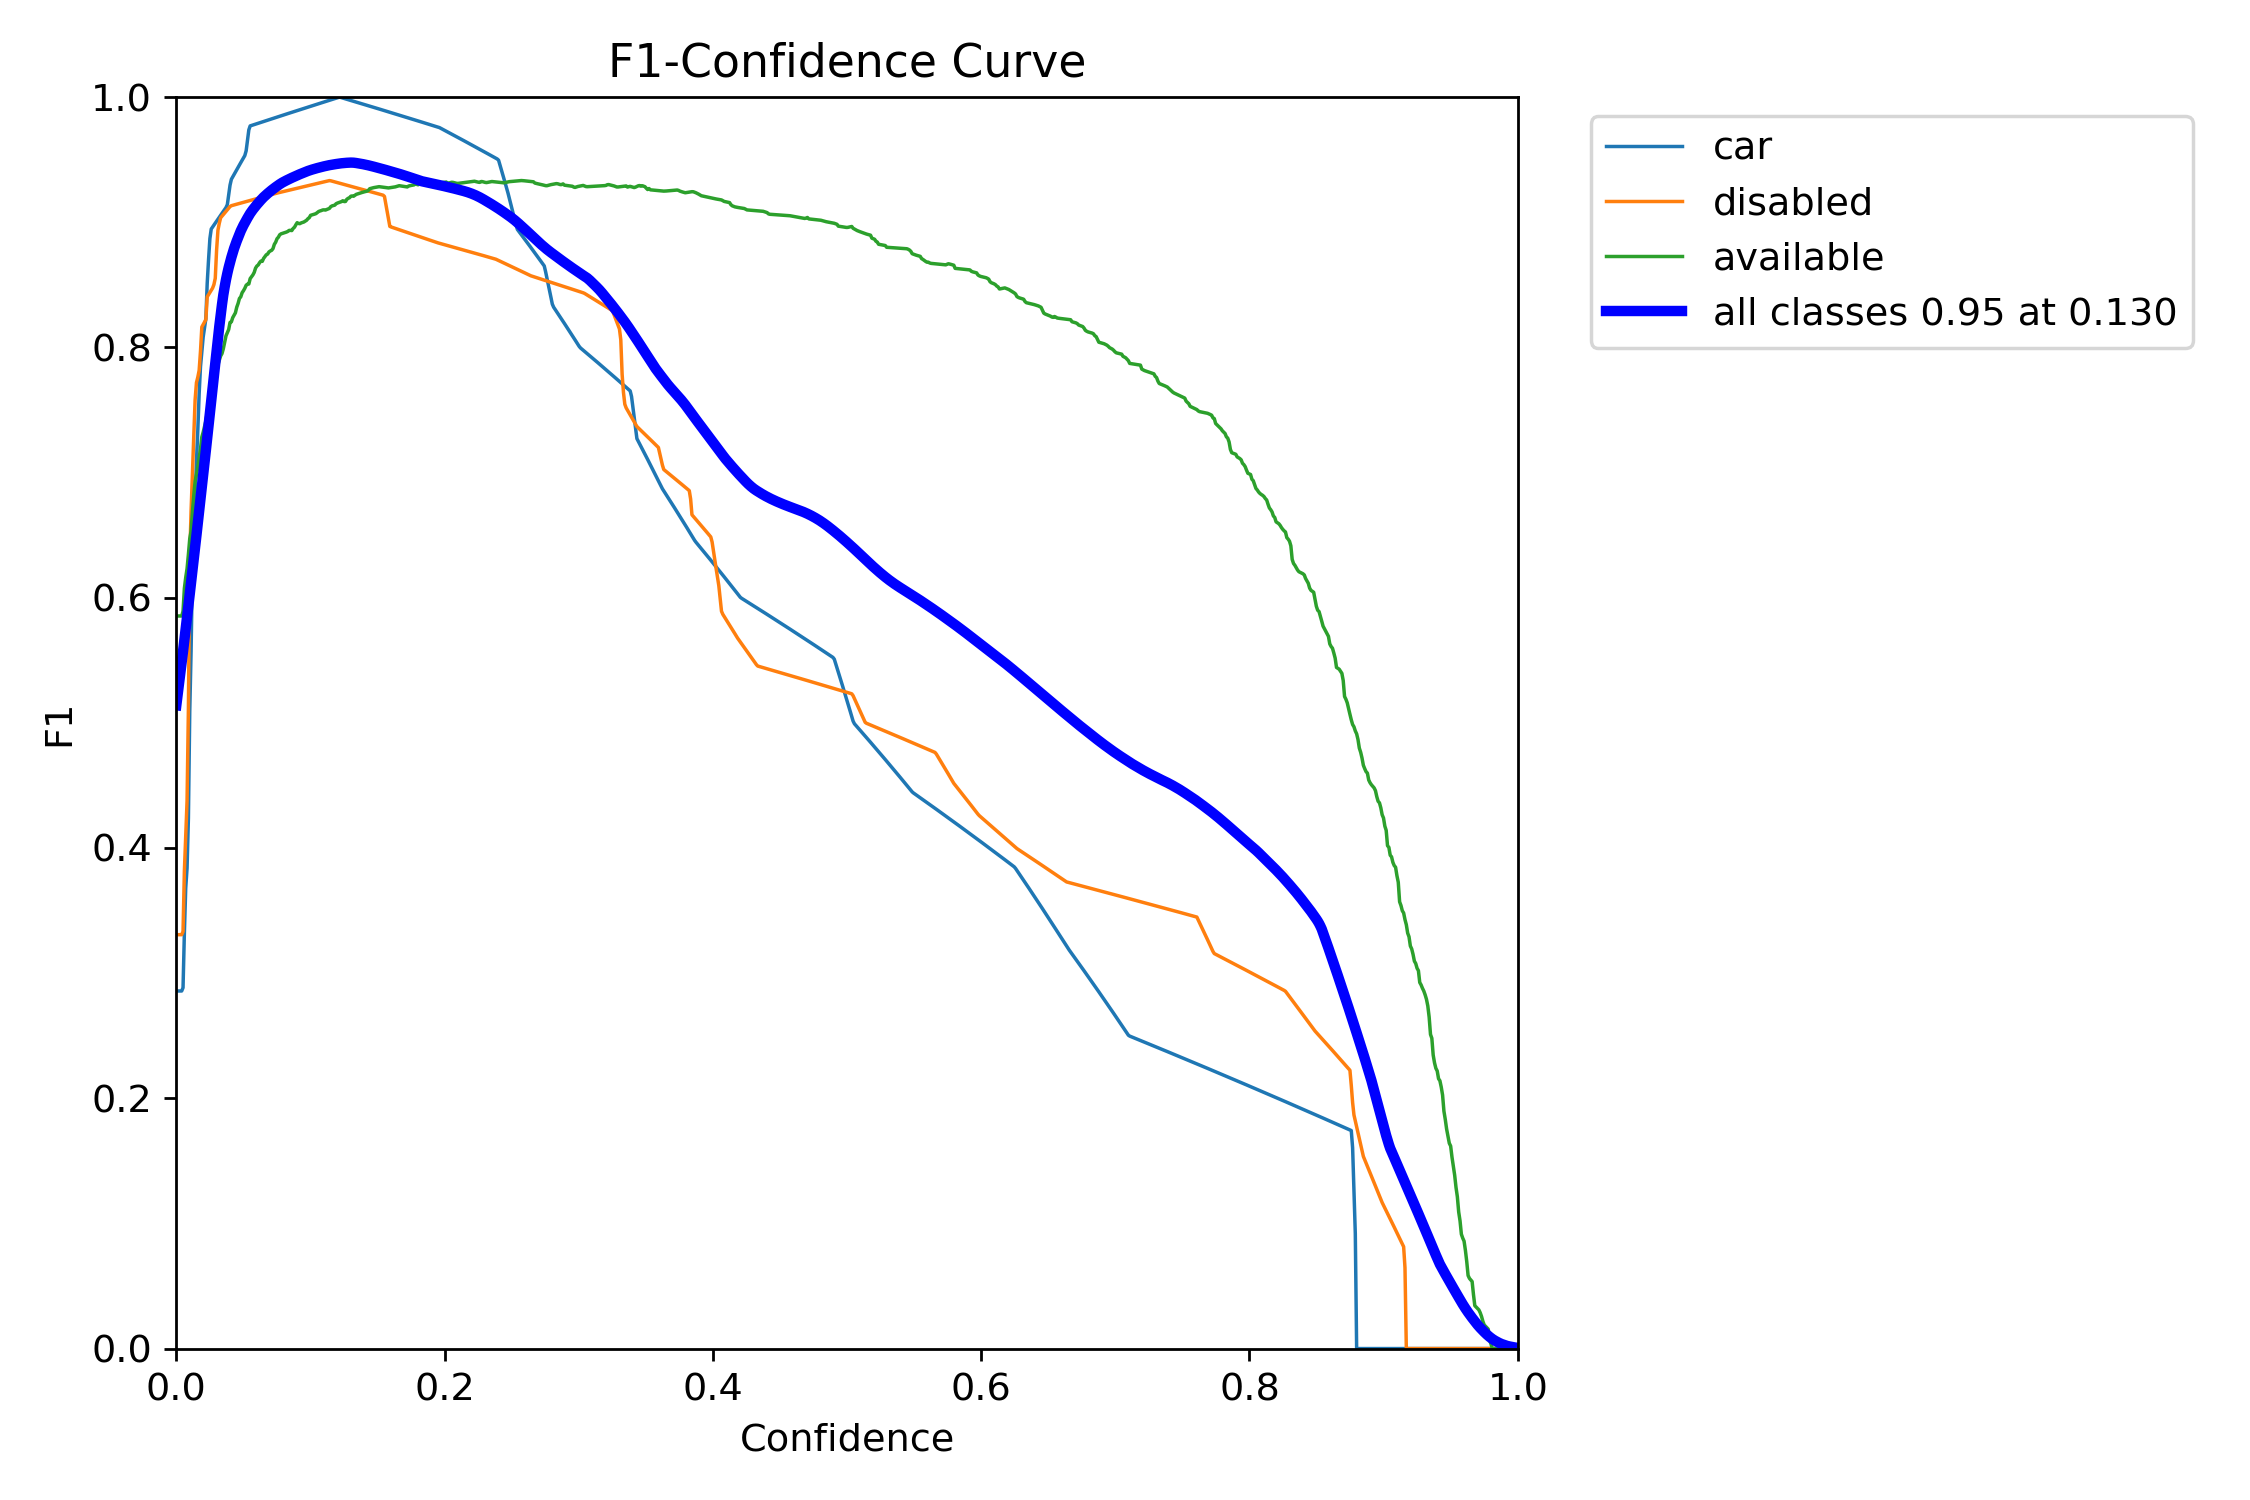 F1-Confidence Curve
1.0
0.8
0.6
0.4
0.2
0.0
F1
0.0 0.2 0.4 0.6 0.8 1.0
Confidence
car
disabled
available
all classes 0.95 at 0.130